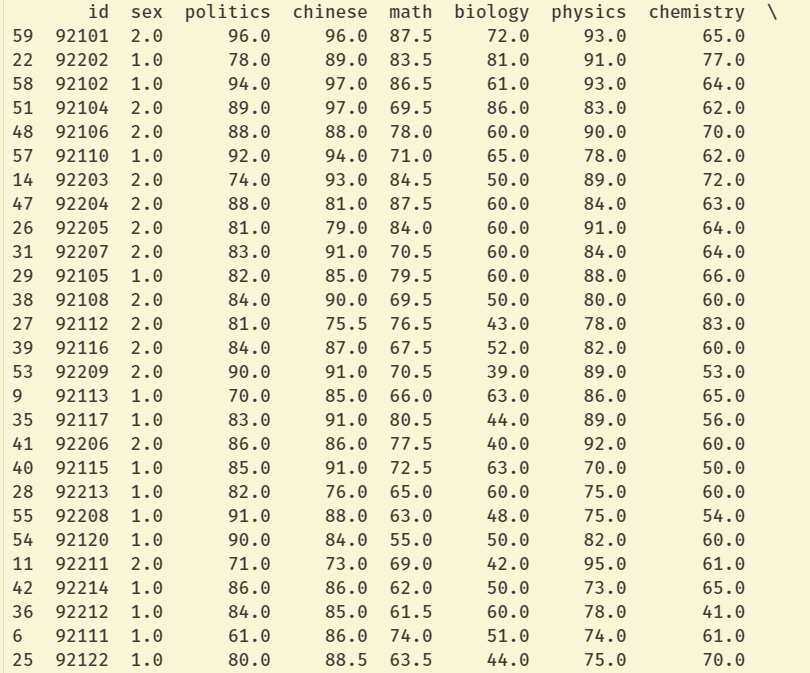 id sex politics chinese math biology physics chemistry \
59 92101 2.0 96.0 96.0 87.5 72.0 93.0 65.0
22 92202 1.0 78.0 89.0 83.5 81.0 91.0 77.0
58 92102 1.0 94.0 97.0 86.5 61.0 93.0 64.0
51 92104 2.0 89.0 97.0 69.5 86.0 83.0 62.0
48 92106 2.0 88.0 88.0 78.0 60.0 90.0 70.0
57 92110 1.0 92.0 94.0 71.0 65.0 78.0 62.0
14 92203 2.0 74.0 93.0 84.5 50.0 89.0 72.0
47 92204 2.0 88.0 81.0 87.5 60.0 84.0 63.0
26 92205 2.0 81.0 79.0 84.0 60.0 91.0 64.0
31 92207 2.0 83.0 91.0 70.5 60.0 84.0 64.0
29 92105 1.0 82.0 85.0 79.5 60.0 88.0 66.0
38 92108 2.0 84.0 90.0 69.5 50.0 80.0 60.0
27 92112 2.0 81.0 75.5 76.5 43.0 78.0 83.0
39 92116 2.0 84.0 87.0 67.5 52.0 82.0 60.0
53 92209 2.0 90.0 91.0 70.5 39.0 89.0 53.0
9 92113 1.0 70.0 85.0 66.0 63.0 86.0 65.0
35 92117 1.0 83.0 91.0 80.5 44.0 89.0 56.0
41 92206 2.0 86.0 86.0 77.5 40.0 92.0 60.0
40 92115 1.0 85.0 91.0 72.5 63.0 70.0 50.0
28 92213 1.0 82.0 76.0 65.0 60.0 75.0 60.0
55 92208 1.0 91.0 88.0 63.0 48.0 75.0 54.0
54 92120 1.0 90.0 84.0 55.0 50.0 82.0 60.0
11 92211 2.0 71.0 73.0 69.0 42.0 95.0 61.0
42 92214 1.0 86.0 86.0 62.0 50.0 73.0 65.0
36 92212 1.0 84.0 85.0 61.5 60.0 78.0 41.0
6 92111 1.0 61.0 86.0 74.0 51.0 74.0 61.0
25 92122 1.0 80.0 88.5 63.5 44.0 75.0 70.0